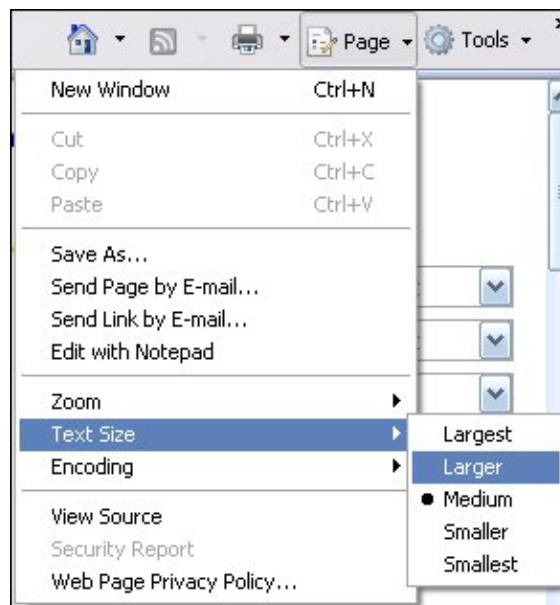 Page Tools
New Window Ctrl+N
Cut Ctrl+X
Copy Ctrl+C
Paste Ctrl+V
Save As...
Send Page by E-mail...
Send Link by E-mail...
Edit with Notepad
Zoom
Text Size
Encoding
View Source
Security Report
Web Page Privacy Policy...
Largest
Larger
Medium
Smaller
Smallest